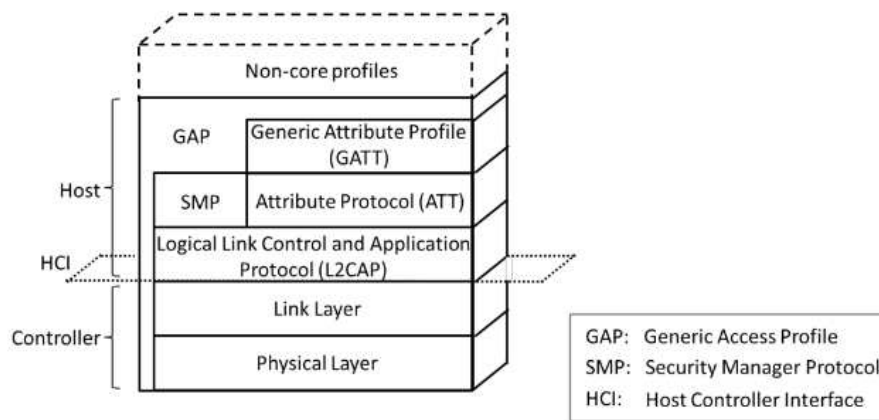 Non-core profiles
GAP
Generic Attribute Profile
(GATT)
Host
SMP
Attribute Protocol (ATT)
Logical Link Control and Application
Protocol (L2CAP)
HCI
Link Layer
Controller
Physical Layer
GAP: Generic Access Profile
SMP: Security Manager Protocol
HCI: Host Controller Interface